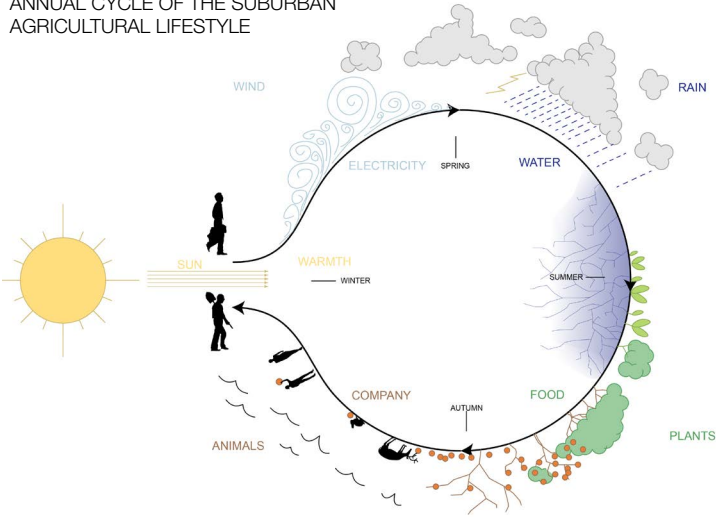 ANNUAL CYCLE OF THE SUBURBAN
AGRICULTURAL LIFESTYLE
WIND
RAIN
ELECTRICITY
SPRING
WATER
SUN
WARMTH
WINTER
SUMMER
COMPANY
FOOD
AUTUMN
ANIMALS
PLANTS